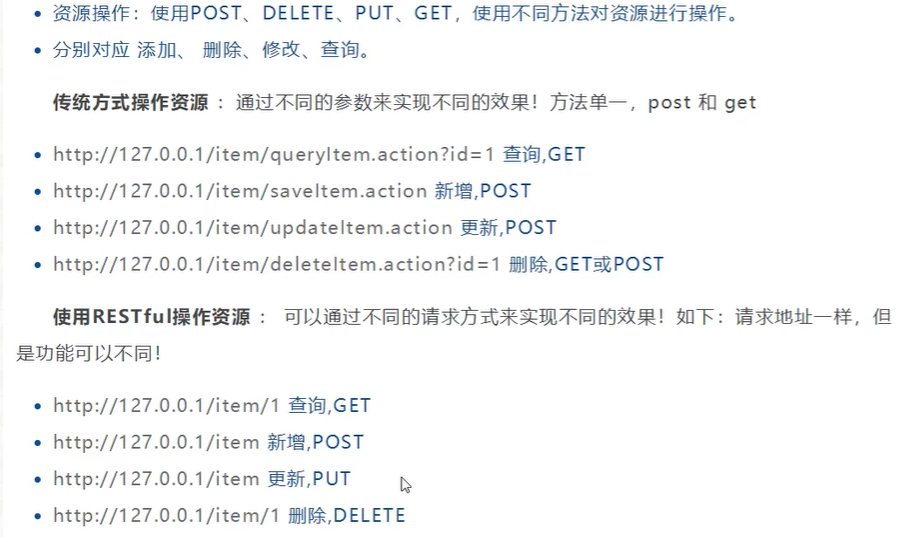 资源操作：使用POST、DELETE、PUT、GET，使用不同方法对资源进行操作。
分别对应 添加、 删除、修改、查询。
传统方式操作资源 ：通过不同的参数来实现不同的效果！方法单一，post 和 get
http://127.0.0.1/item/queryItem.action?id=1 查询,GET
http://127.0.0.1/item/saveItem.action 新增,POST
http://127.0.0.1/item/updateItem.action 更新,POST
http://127.0.0.1/item/deleteItem.action?id=1 删除,GET或POST
使用RESTful操作资源 ： 可以通过不同的请求方式来实现不同的效果！如下：请求地址一样，但
是功能可以不同！
http://127.0.0.1/item/1 查询,GET
http://127.0.0.1/item 新增,POST
http://127.0.0.1/item 更新,PUT
http://127.0.0.1/item/1 删除,DELETE